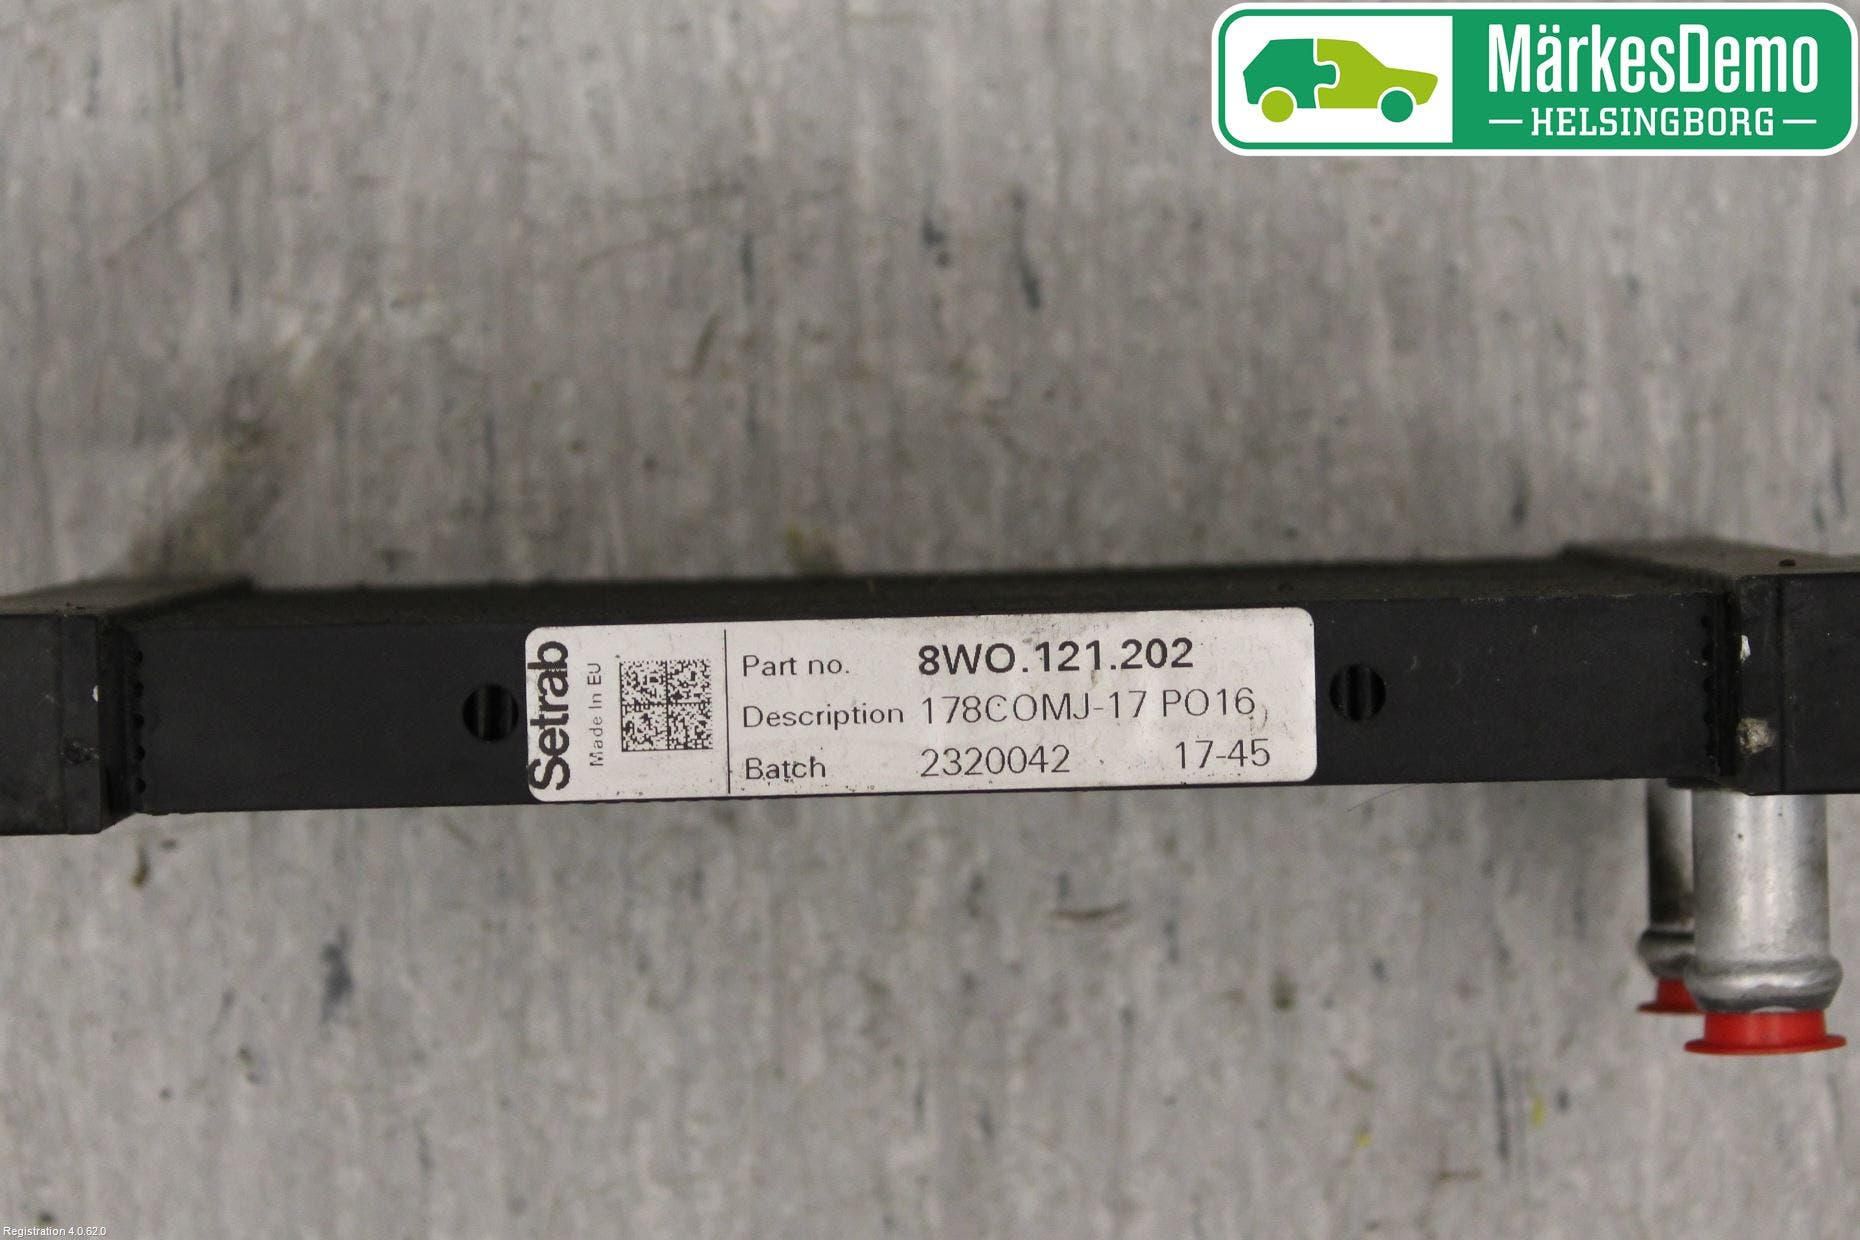 MärkesDemo
HELSINGBORG
Setrab
Made In EU
Part no. 8WO.121.202
Description 178COMJ-17 PO16
Batch 2320042 17-45
Registration 4.0.62.0